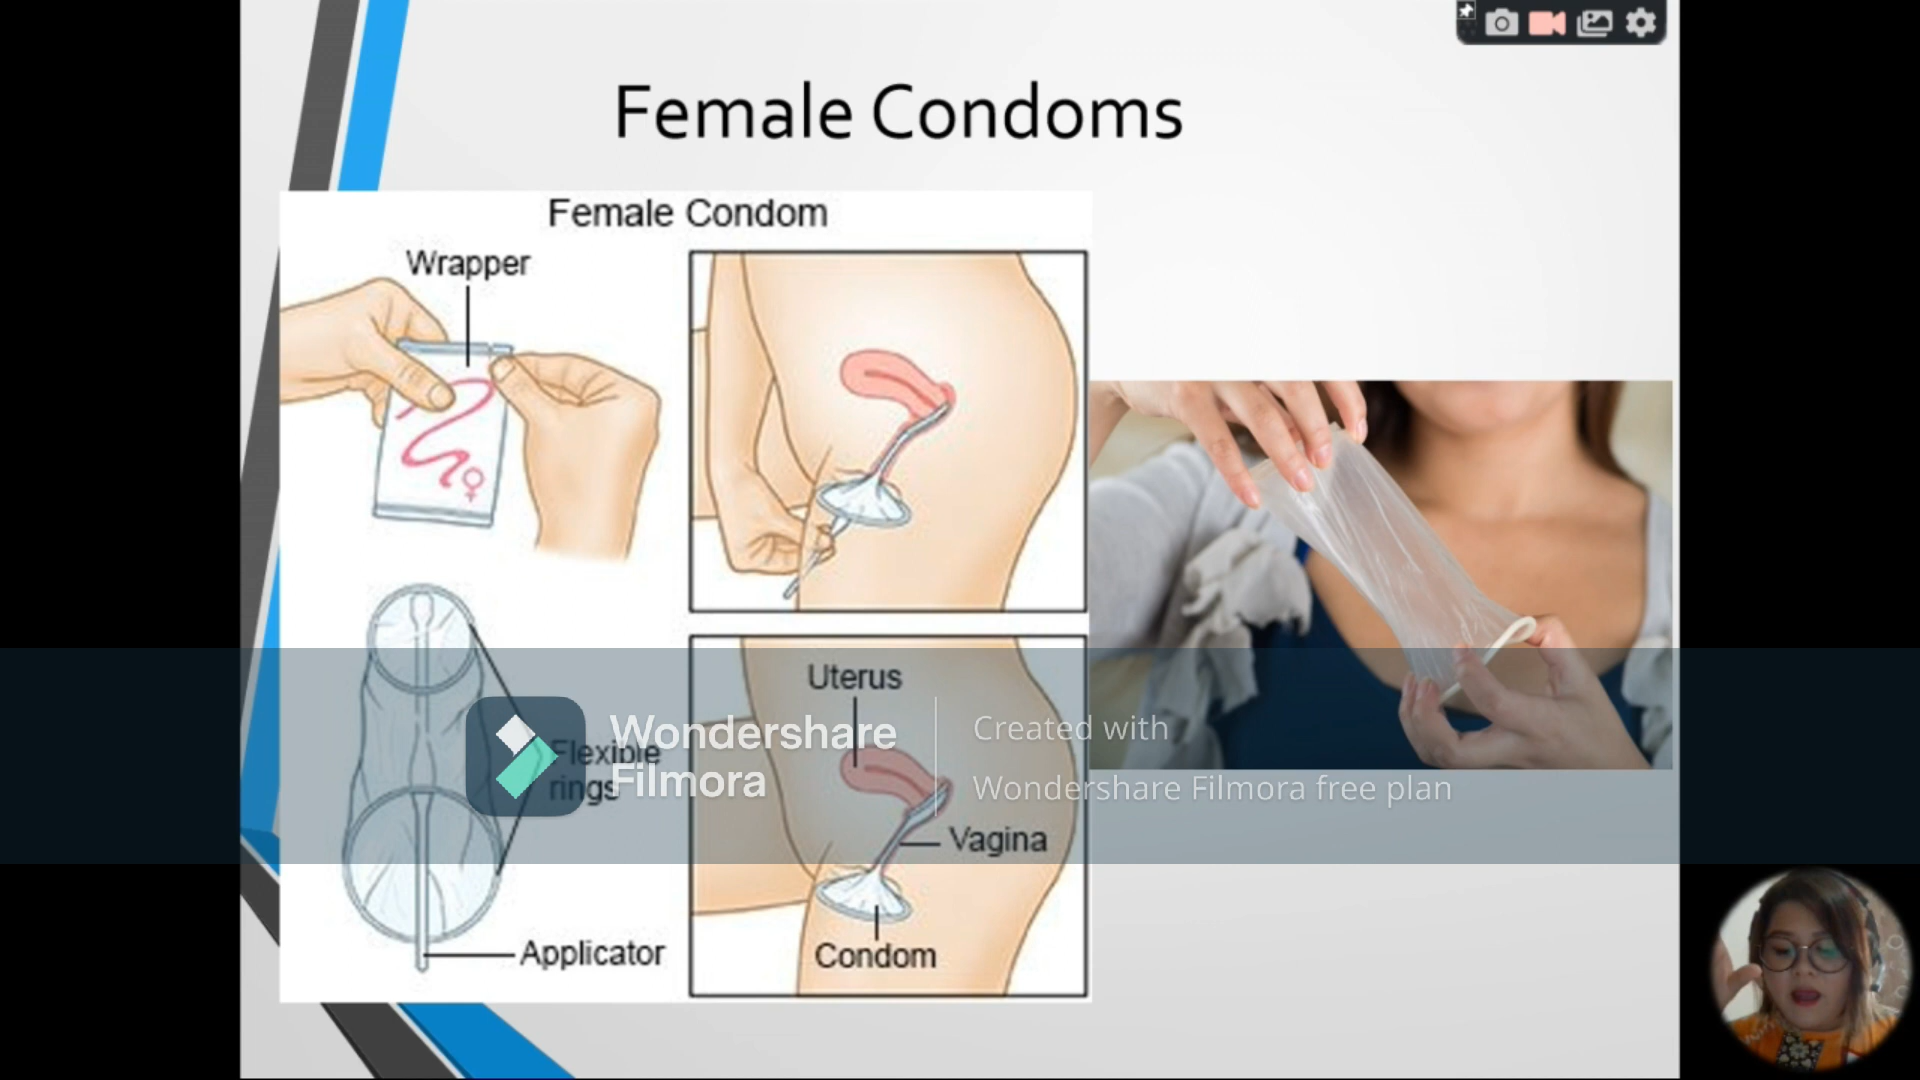 Female Condoms
Female Condom
Wrapper
Flexible
rings
Applicator
Uterus
Vagina
Condom
Wondershare
Filmora
Created with
Wondershare Filmora free plan